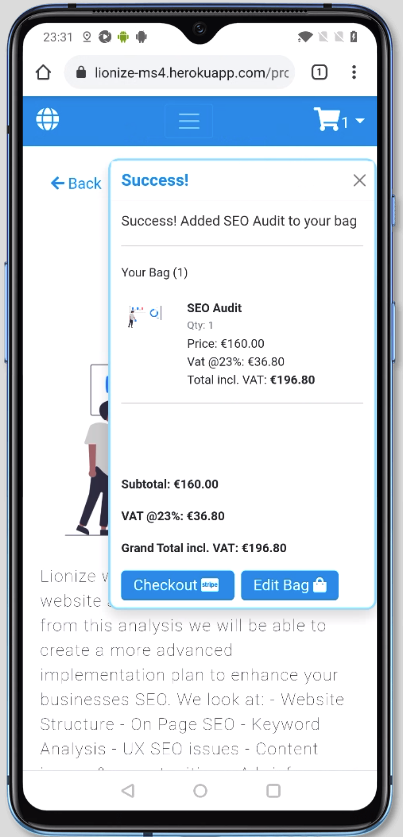 23:31
lionize-ms4.herokuapp.com/prc
1
1
Back
Success!
Success! Added SEO Audit to your bag
Your Bag (1)
SEO Audit
Qty: 1
Price: €160.00
Vat @23%: €36.80
Total incl. VAT: €196.80
Subtotal: €160.00
VAT @23%: €36.80
Grand Total incl. VAT: €196.80
Checkout stripe
Edit Bag
Lionize
website
from this analysis we will be able to
create a more advanced
implementation plan to enhance your
businesses SEO. We look at: - Website
Structure - On Page SEO - Keyword
Analysis - UX SEO issues - Content